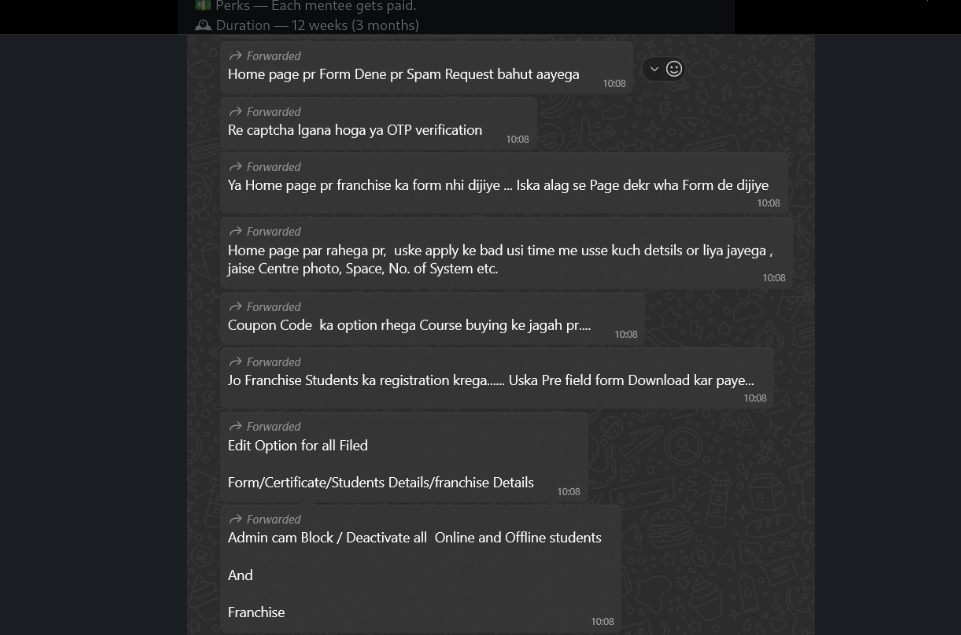 💵 Perks — Each mentee gets paid.
🕰 Duration — 12 weeks (3 months)
Forwarded
Home page pr Form Dene pr Spam Request bahut aayega
10:08
Forwarded
Re captcha lgana hoga ya OTP verification
10:08
Forwarded
Ya Home page pr franchise ka form nhi dijiye ... Iska alag se Page dekr wha Form de dijiye
10:08
Forwarded
Home page par rahega pr,  uske apply ke bad usi time me usse kuch detsils or liya jayega ,
jaise Centre photo, Space, No. of System etc.
10:08
Forwarded
Coupon Code  ka option rhega Course buying ke jagah pr....
10:08
Forwarded
Jo Franchise Students ka registration krega...... Uska Pre field form Download kar paye...
10:08
Forwarded
Edit Option for all Filed
Form/Certificate/Students Details/franchise Details
10:08
Forwarded
Admin cam Block / Deactivate all  Online and Offline students
And
Franchise
10:08